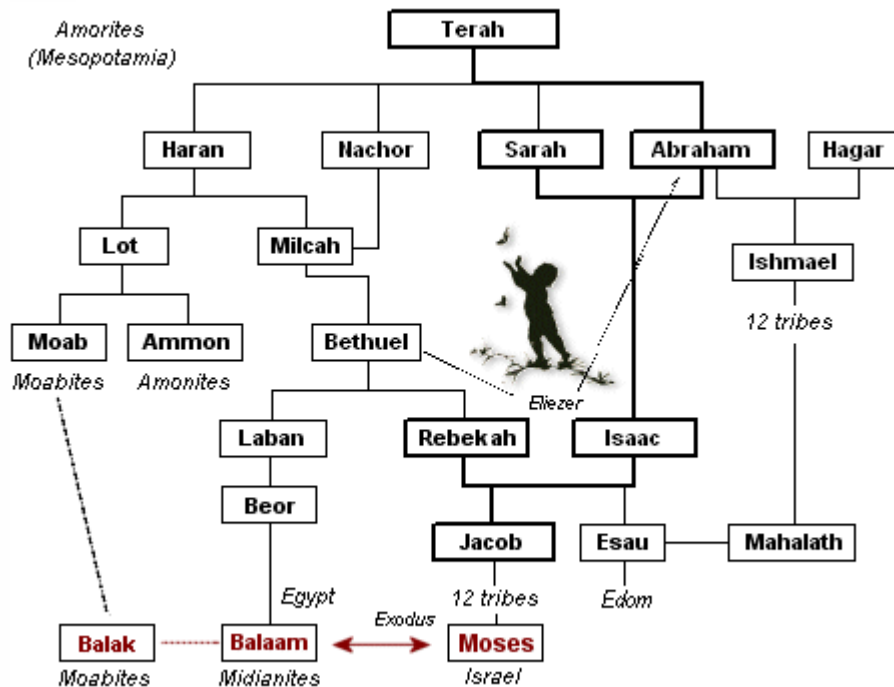 Terah
Amorites
(Mesopotamia)
Haran
Nachor
Sarah
Abraham
Hagar
Lot
Milcah
Ishmael
12 tribes
Moab
Ammon
Bethuel
Moabites
Amonites
Eliezer
Laban
Rebekah
Isaac
Beor
Jacob
Esau
Mahalath
Egypt
12 tribes
Edom
Exodus
Balak
Balaam
Moses
Moabites
Midianites
Israel